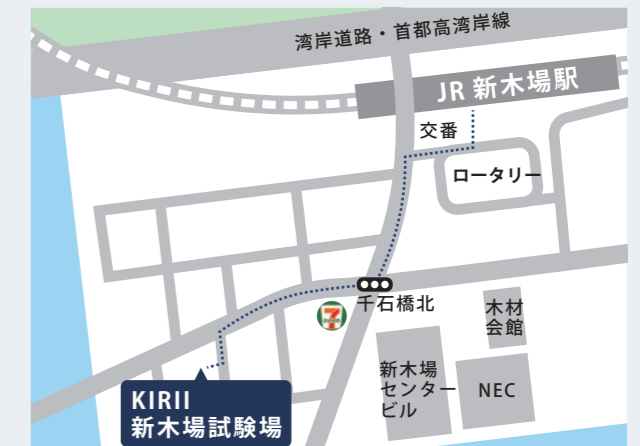 湾岸道路・首都高湾岸線
JR 新木場駅
交番
ロータリー
千石橋北
7
木材
会館
新木場
センター
ビル
NEC
KIRII
新木場試験場